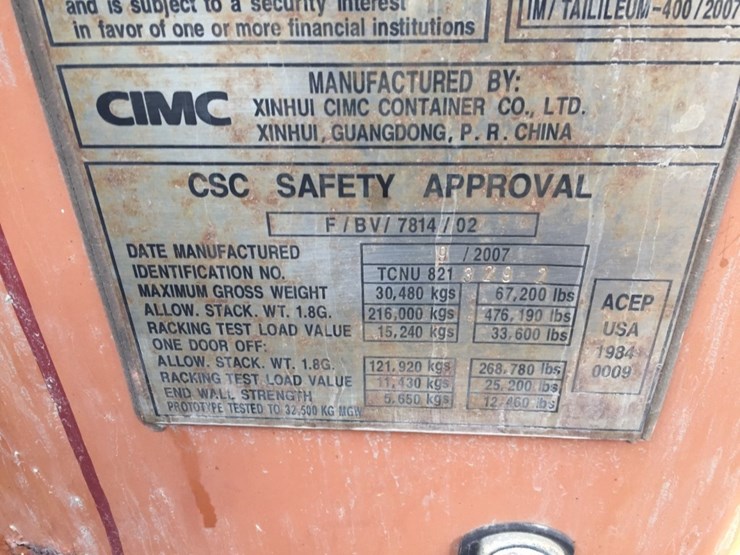 and is subject to a security interest
in favor of one or more financial institutions
IM/ TAILILEUM-400/2007
CIMC
MANUFACTURED BY:
XINHUI CIMC CONTAINER CO., LTD.
XINHUI, GUANGDONG, P. R. CHINA
CSC SAFETY APPROVAL
F/BV/ 7814 / 02
DATE MANUFACTURED 9 / 2007
IDENTIFICATION NO. TCNU 821
MAXIMUM GROSS WEIGHT 30,480 kgs 67,200 lbs
ALLOW. STACK. WT. 1.8G. 216,000 kgs 476,190 lbs
RACKING TEST LOAD VALUE 15,240 kgs 33,600 lbs
ONE DOOR OFF:
ALLOW. STACK. WT. 1.8G. 121,920 kgs 268,780 lbs
RACKING TEST LOAD VALUE 11,430 kgs 25,200 lbs
END WALL STRENGTH 5,650 kgs 12,460 lbs
PROTOTYPE TESTED TO 32,500 KG MGW
ACEP
USA
1984
0009